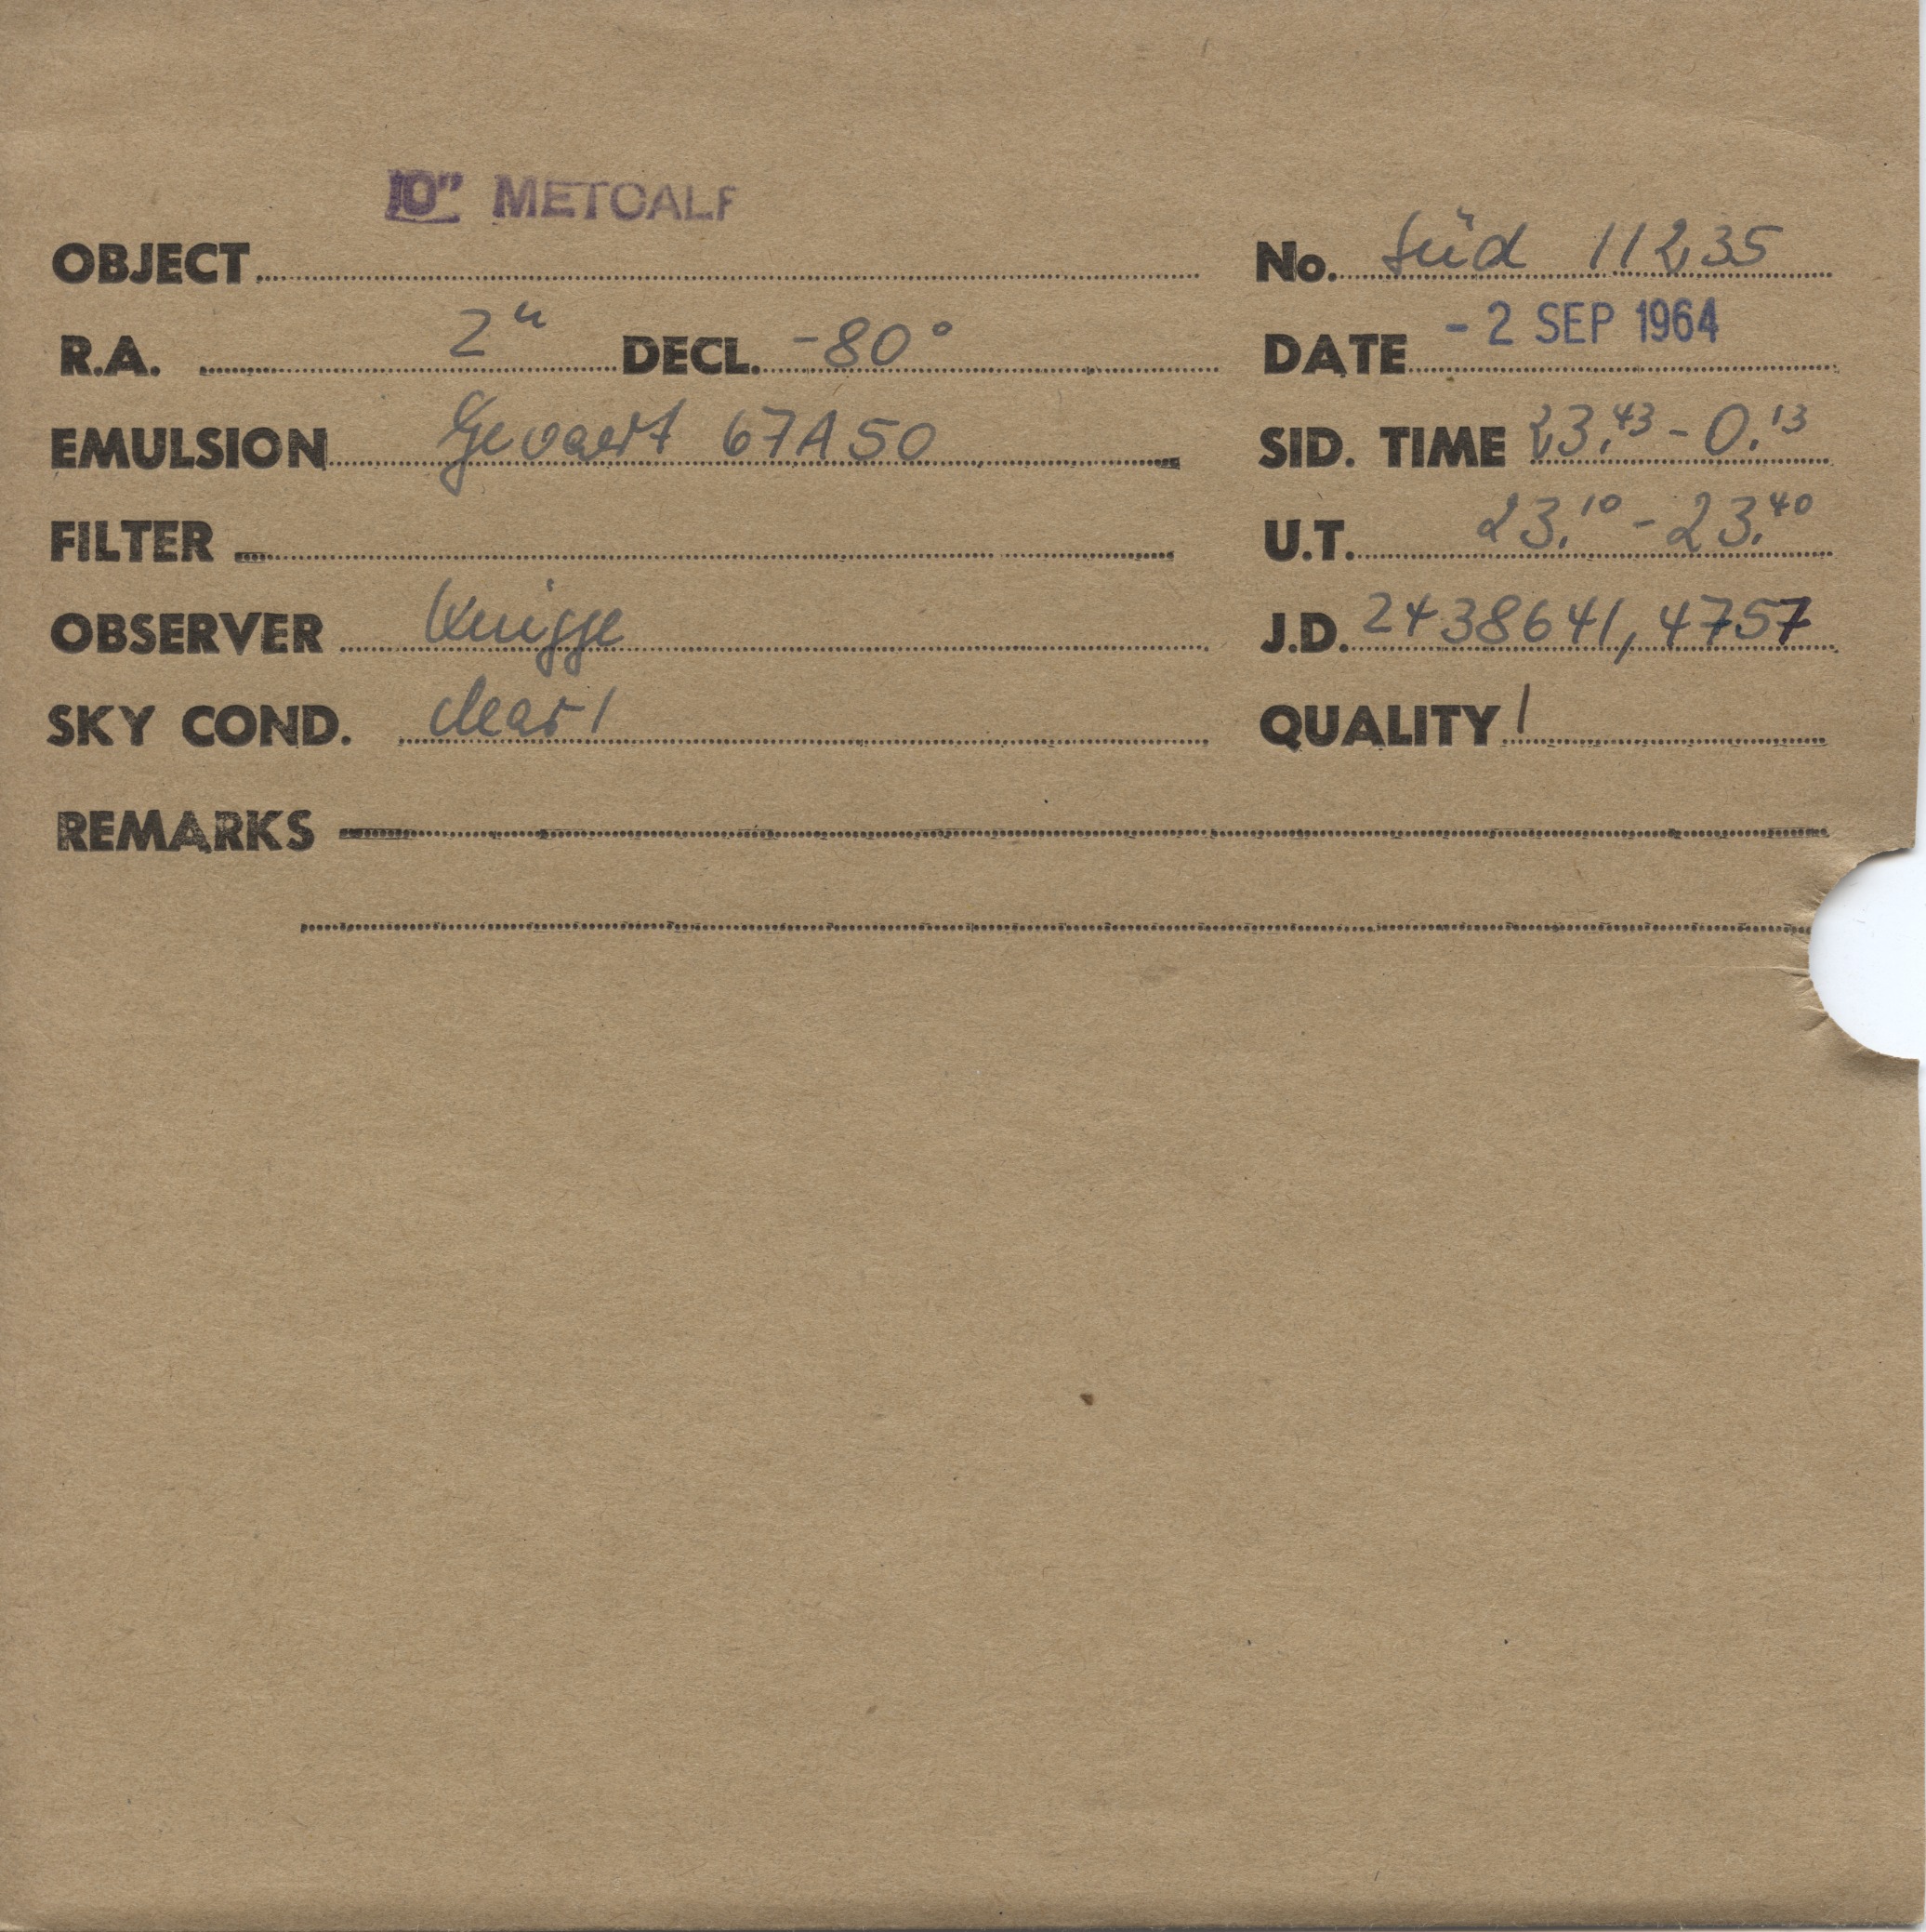 10" METCALF
OBJECT
No. Süd 11235
R.A. 2h DECL. -80°
DATE - 2 SEP 1964
EMULSION Gevaert 67A50
SID. TIME 23.43 - 0.13
FILTER
U.T. 23.10 - 23.40
OBSERVER Knigge
J.D. 2438641,4757
SKY COND. clear 1
QUALITY 1
REMARKS